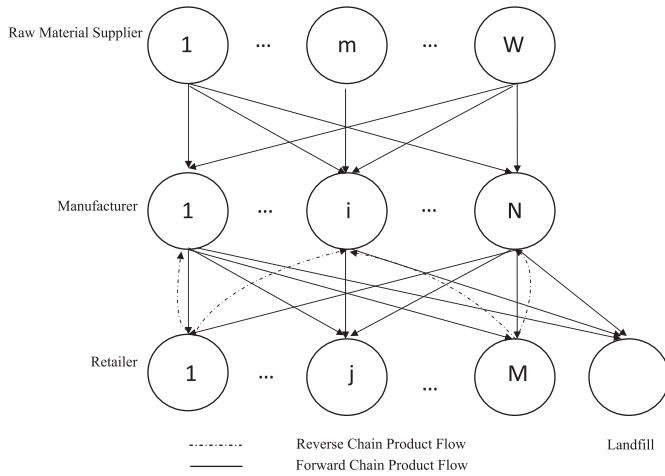 Raw Material Supplier 1 ... m ... W
Manufacturer 1 ... i ... N
Retailer 1 ... j ... M
Reverse Chain Product Flow Landfill
Forward Chain Product Flow